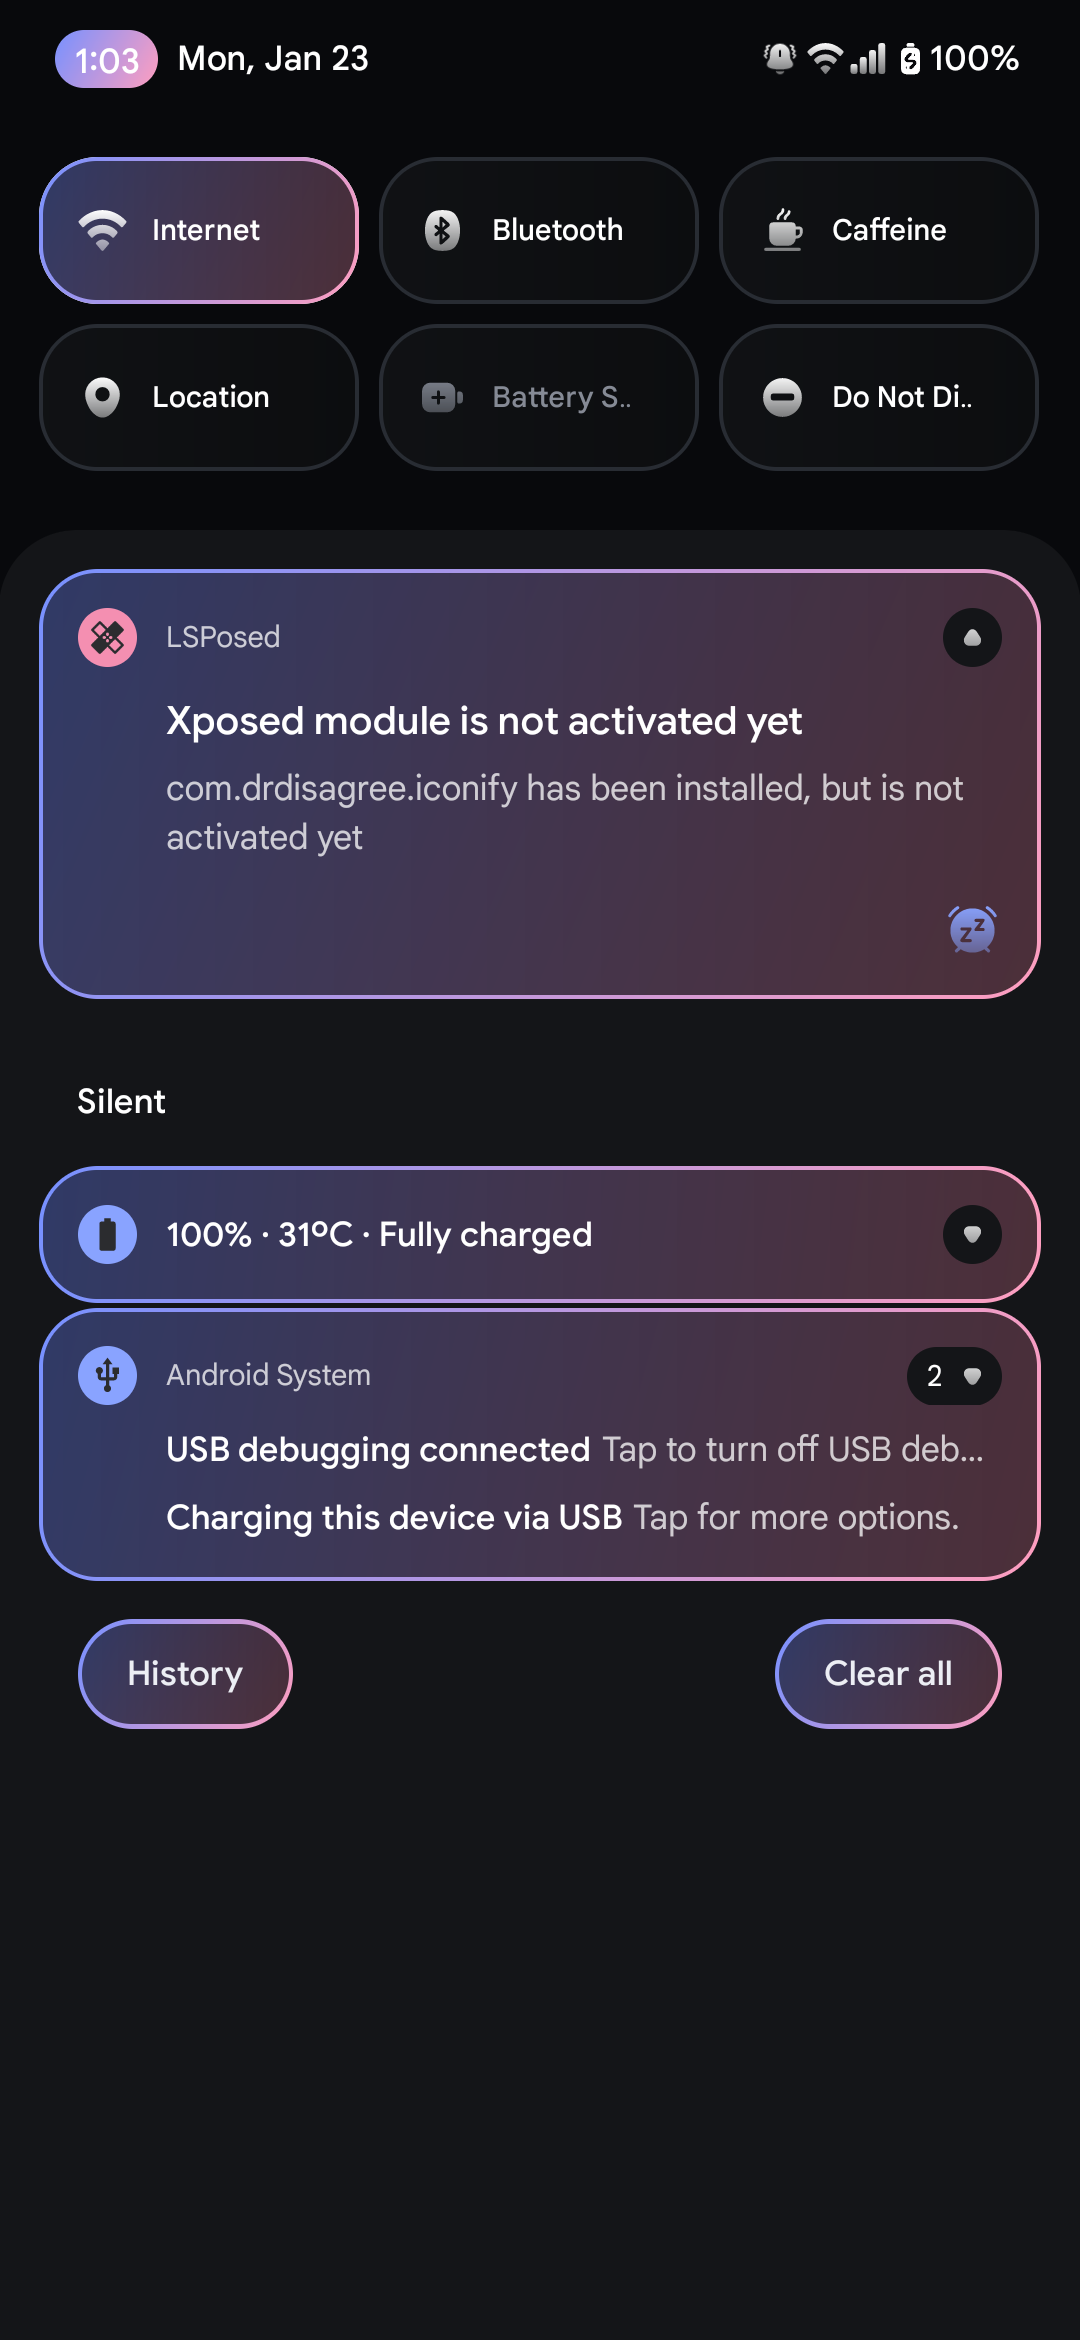 1:03 Mon, Jan 23 100%
Internet Bluetooth Caffeine
Location Battery S.. Do Not Di..
LSPosed
Xposed module is not activated yet
com.drdisagree.iconify has been installed, but is not
activated yet
zz
Silent
100% · 31ºC · Fully charged
Android System 2
USB debugging connected Tap to turn off USB deb...
Charging this device via USB Tap for more options.
History Clear all